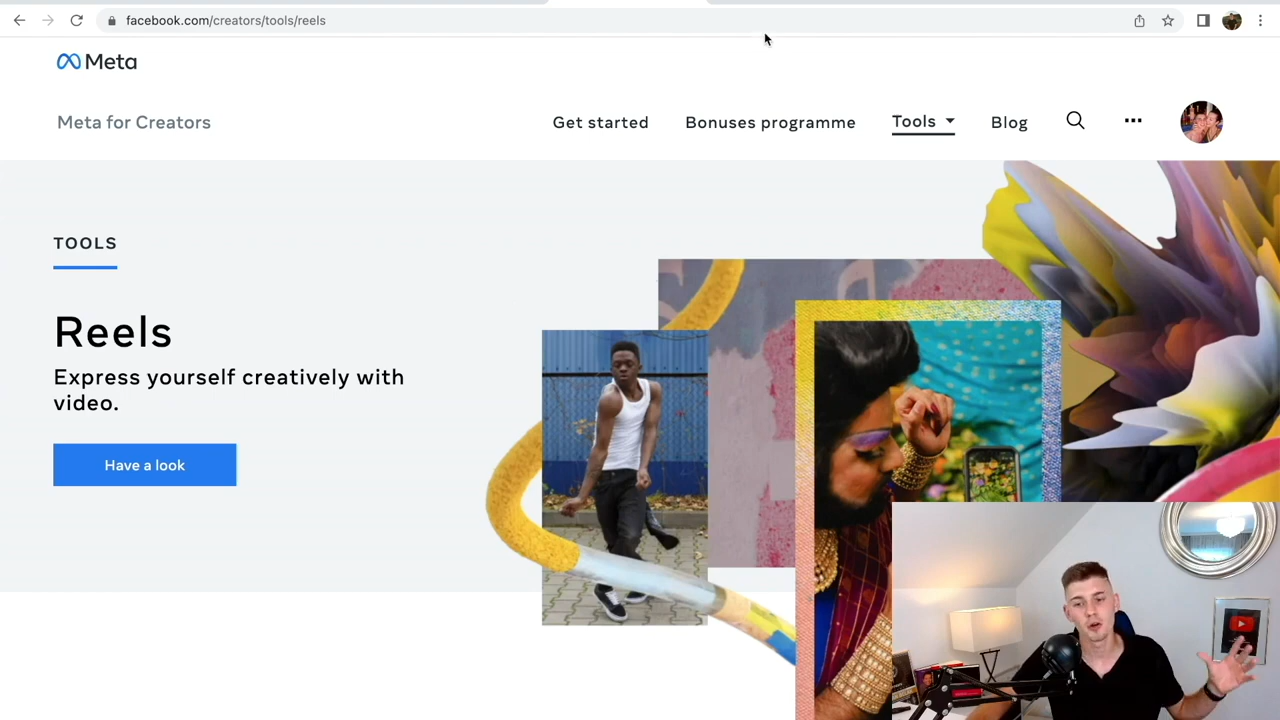 facebook.com/creators/tools/reels
Meta
Meta for Creators
Get started
Bonuses programme
Tools
Blog
TOOLS
Reels
Express yourself creatively with
video.
Have a look